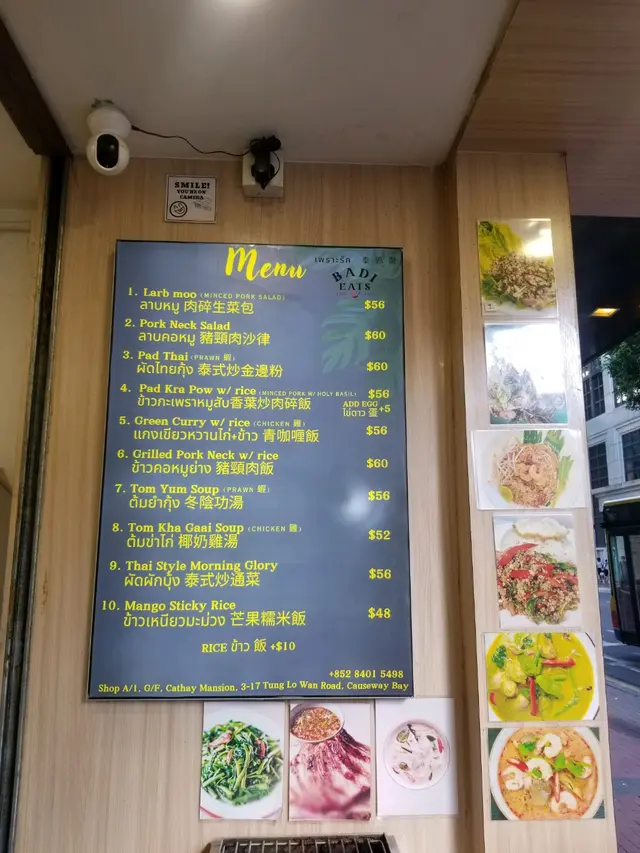 SMILE!
YOU'RE ON
CAMERA
Menu
เพราะรัก
BADI
EATS
1. Larb moo (MINCED PORK SALAD)
ลาบหมู 肉碎生菜包 $56
2. Pork Neck Salad
ลาบคอหมู 豬頸肉沙律 $60
3. Pad Thai (PRAWN 蝦)
ผัดไทยกุ้ง 泰式炒金邊粉 $60
4. Pad Kra Pow w/ rice (MINCED PORK W/ HOLY BASIL) $56
ข้าวกะเพราหมูสับ 香葉炒肉碎飯 ADD EGG
ไข่ดาว 蛋 +5
5. Green Curry w/ rice (CHICKEN 雞)
แกงเขียวหวานไก่+ข้าว 青咖喱飯 $56
6. Grilled Pork Neck w/ rice
ข้าวคอหมูย่าง 豬頸肉飯 $60
7. Tom Yum Soup (PRAWN 蝦)
ต้มยำกุ้ง 冬陰功湯 $56
8. Tom Kha Gaai Soup (CHICKEN 雞)
ต้มข่าไก่ 椰奶雞湯 $52
9. Thai Style Morning Glory
ผัดผักบุ้ง 泰式炒通菜 $56
10. Mango Sticky Rice
ข้าวเหนียวมะม่วง 芒果糯米飯 $48
RICE ข้าว 飯 +$10
+852 8401 5498
Shop A/1, G/F, Cathay Mansion, 3-17 Tung Lo Wan Road, Causeway Bay